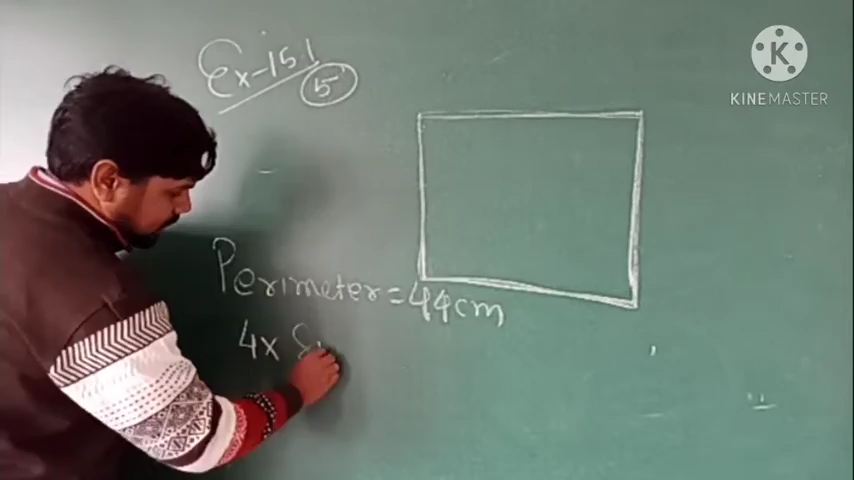 Ex-15.1
5
Perimeter = 44cm
4x
K
KINEMASTER